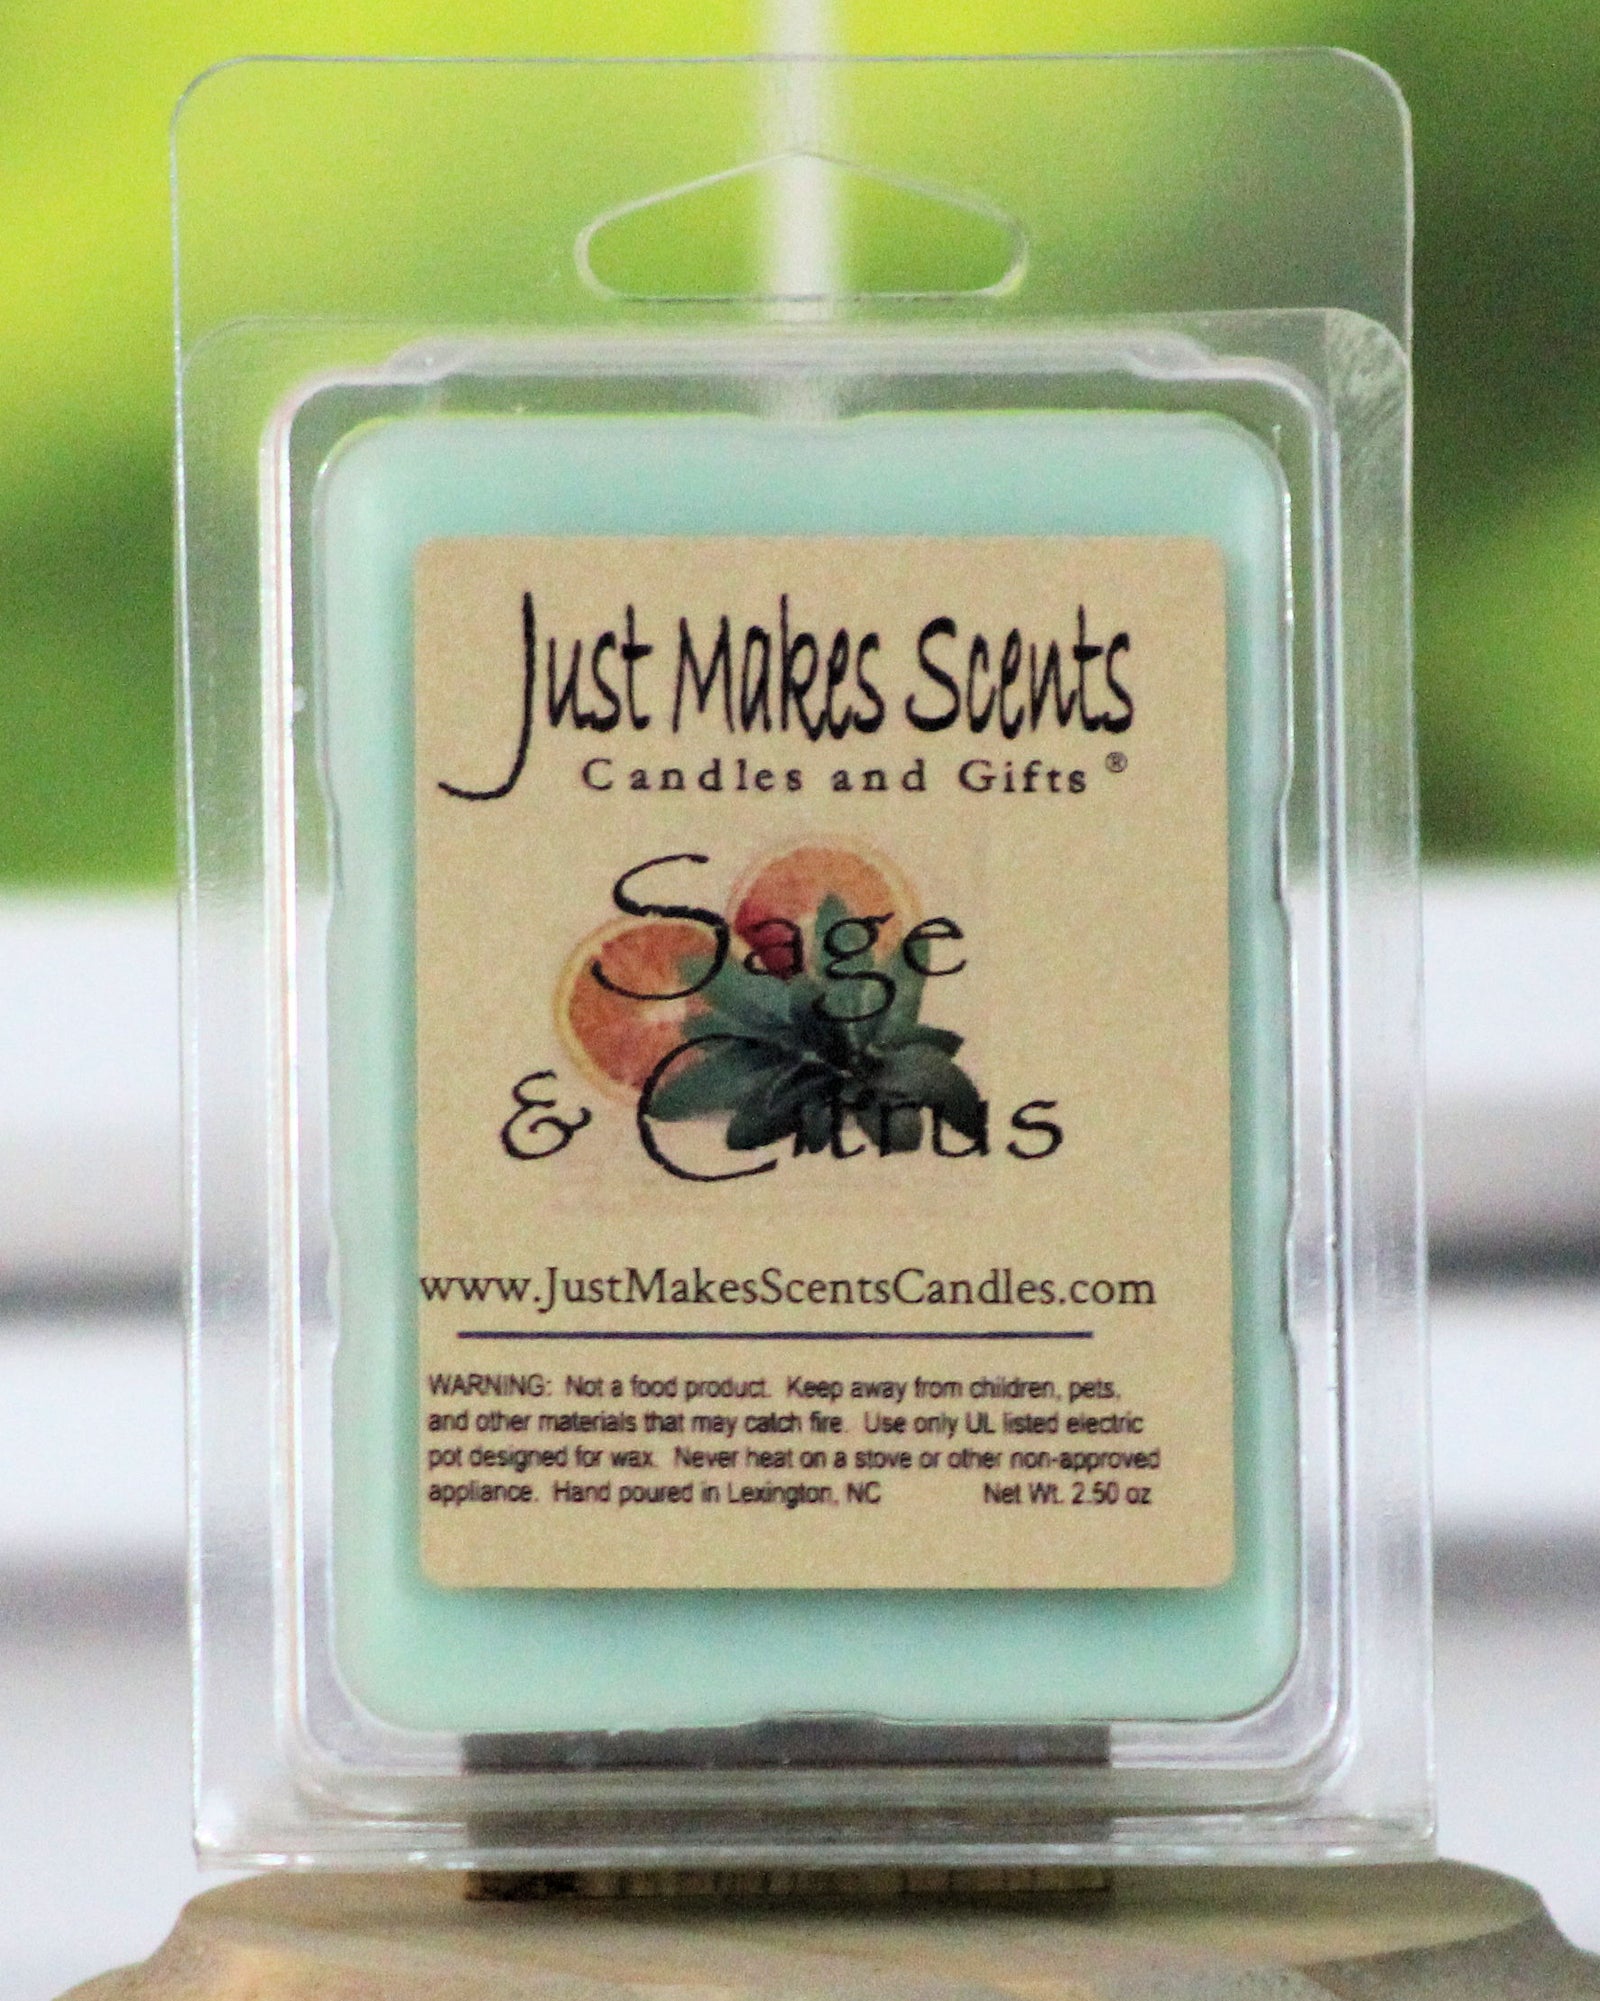 Just Makes Scents
Candles and Gifts ®
Sage
& Citrus
www.JustMakesScentsCandles.com
WARNING: Not a food product. Keep away from children, pets,
and other materials that may catch fire. Use only UL listed electric
pot designed for wax. Never heat on a stove or other non-approved
appliance. Hand poured in Lexington, NC Net Wt. 2.50 oz